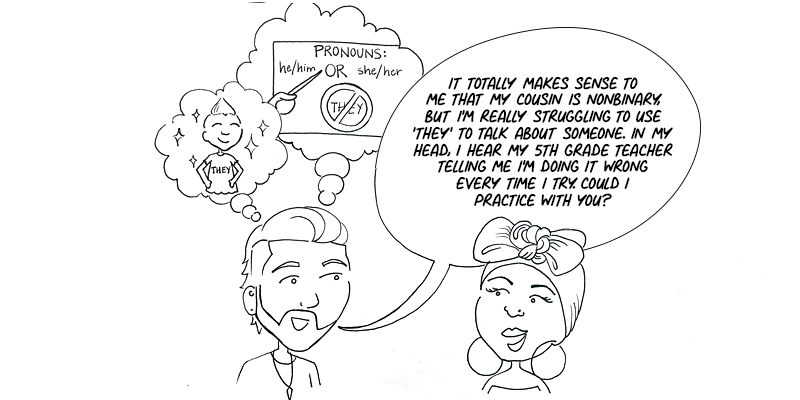 PRONOUNS:
he/him OR she/her
THEY
THEY
IT TOTALLY MAKES SENSE TO
ME THAT MY COUSIN IS NONBINARY,
BUT I'M REALLY STRUGGLING TO USE
'THEY' TO TALK ABOUT SOMEONE. IN MY
HEAD, I HEAR MY 5TH GRADE TEACHER
TELLING ME I'M DOING IT WRONG
EVERY TIME I TRY. COULD I
PRACTICE WITH YOU?